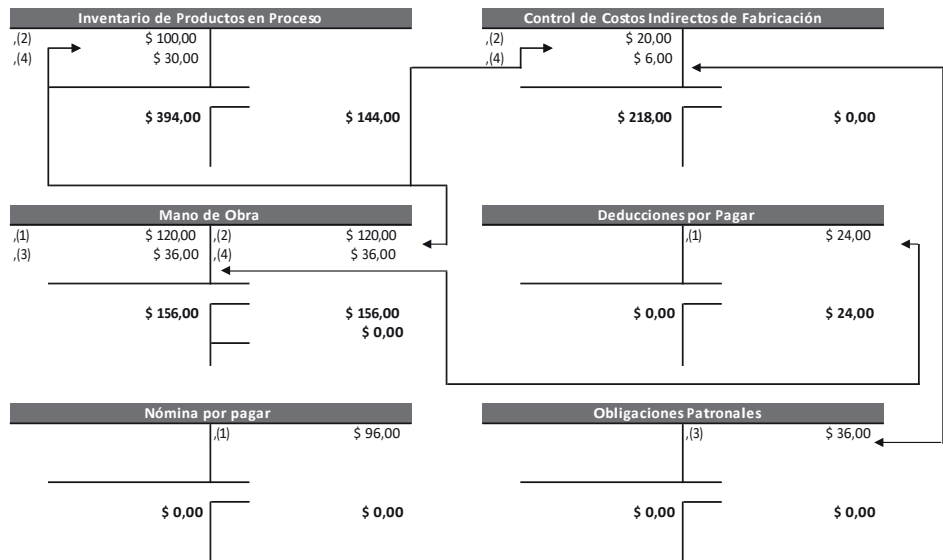 Inventario de Productos en Proceso
,(2) $ 100,00
,(4) $ 30,00
$ 394,00 $ 144,00
Control de Costos Indirectos de Fabricación
,(2) $ 20,00
,(4) $ 6,00
$ 218,00 $ 0,00
Mano de Obra
,(1) $ 120,00 ,(2) $ 120,00
,(3) $ 36,00 ,(4) $ 36,00
$ 156,00 $ 156,00
$ 0,00
Deducciones por Pagar
,(1) $ 24,00
$ 0,00 $ 24,00
Nómina por pagar
,(1) $ 96,00
$ 0,00 $ 0,00
Obligaciones Patronales
,(3) $ 36,00
$ 0,00 $ 0,00